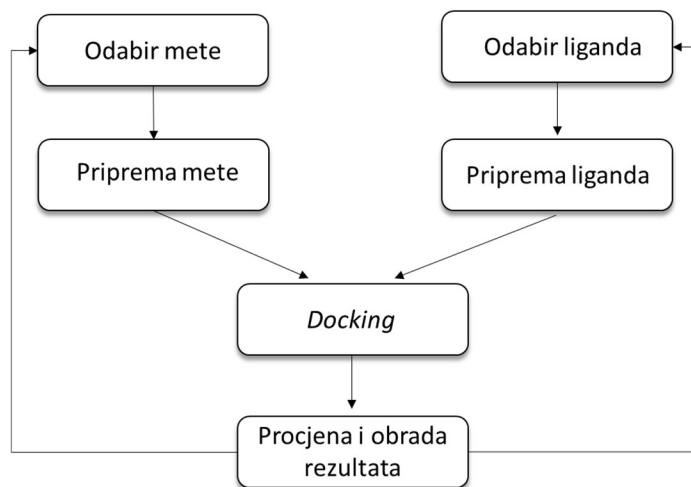 Odabir mete
Odabir liganda
Priprema mete
Priprema liganda
Docking
Procjena i obrada
rezultata